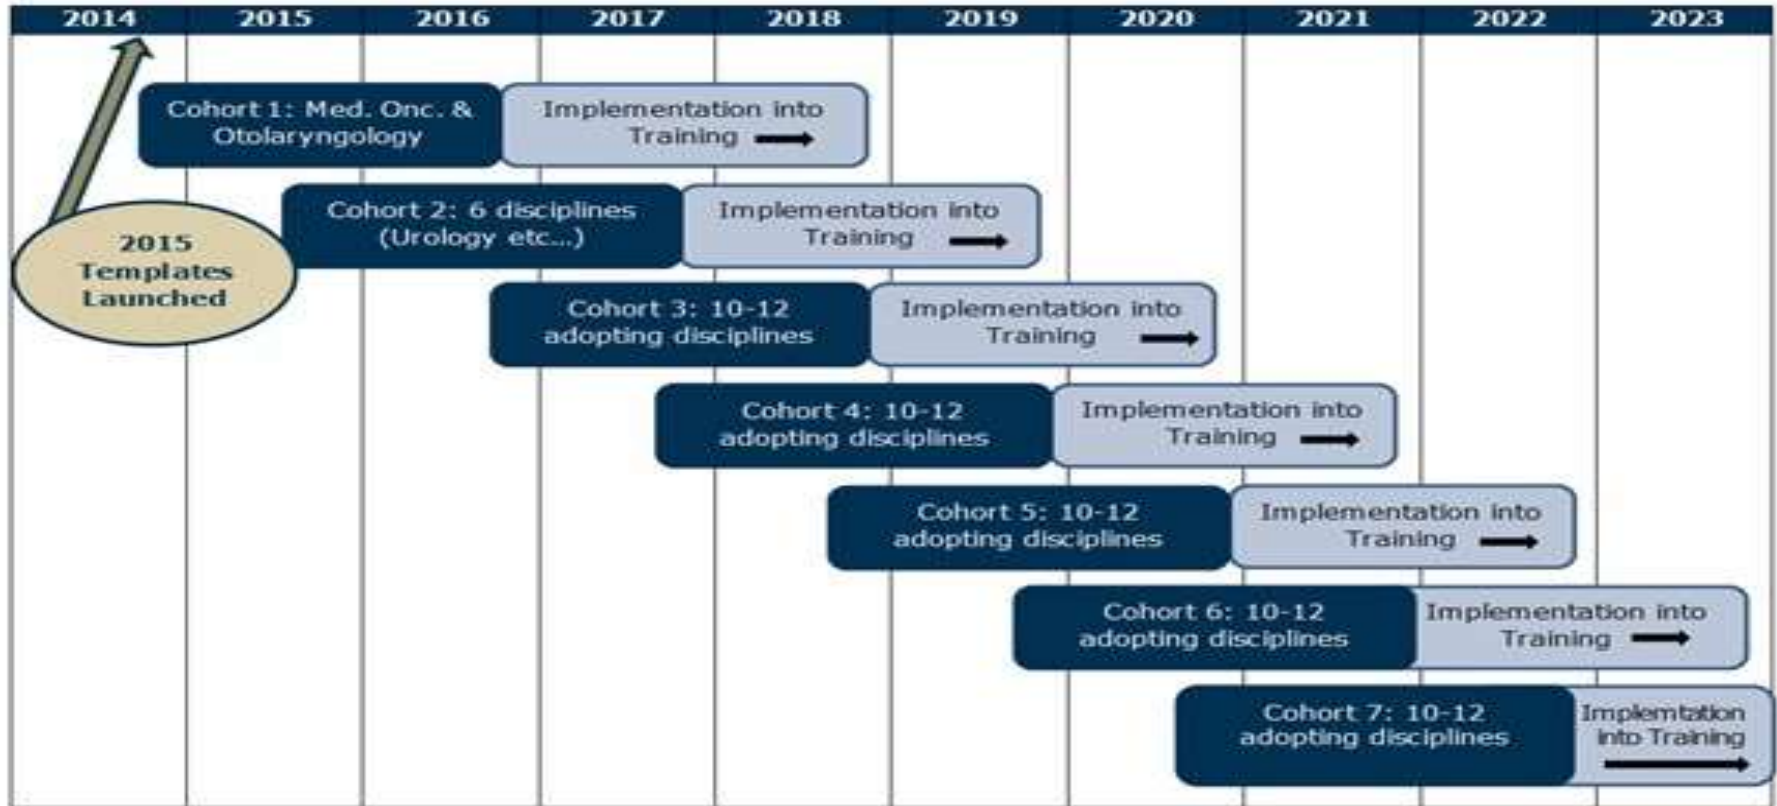 2014 2015 2016 2017 2018 2019 2020 2021 2022 2023
Cohort 1: Med. Onc. &
Otolaryngology
Implementation into
Training
Cohort 2: 6 disciplines
(Urology etc...)
Implementation into
Training
2015
Templates
Launched
Cohort 3: 10-12
adopting disciplines
Implementation into
Training
Cohort 4: 10-12
adopting disciplines
Implementation into
Training
Cohort 5: 10-12
adopting disciplines
Implementation into
Training
Cohort 6: 10-12
adopting disciplines
Implementation into
Training
Cohort 7: 10-12
adopting disciplines
Implemtation
into Training